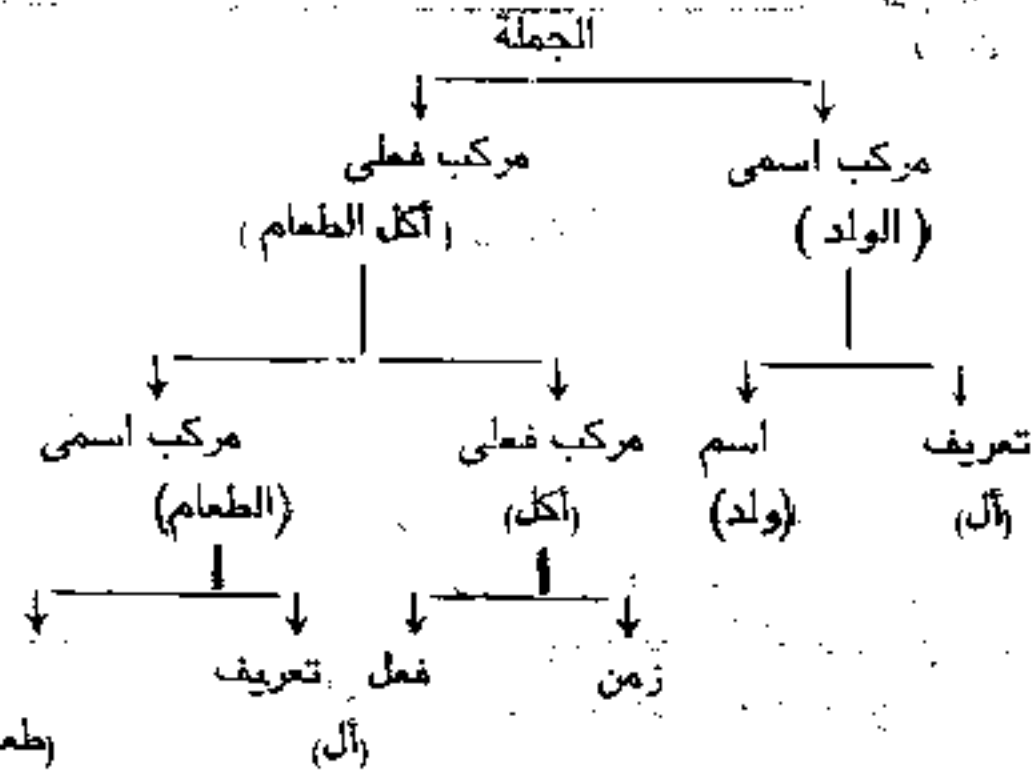 الجملة
مركب اسمى مركب فعلى
( الولد ) ( أكل الطعام )
تعريف اسم مركب فعلى مركب اسمى
(أل) (ولد) (أكل) (الطعام)
زمن فعل تعريف
(أل)